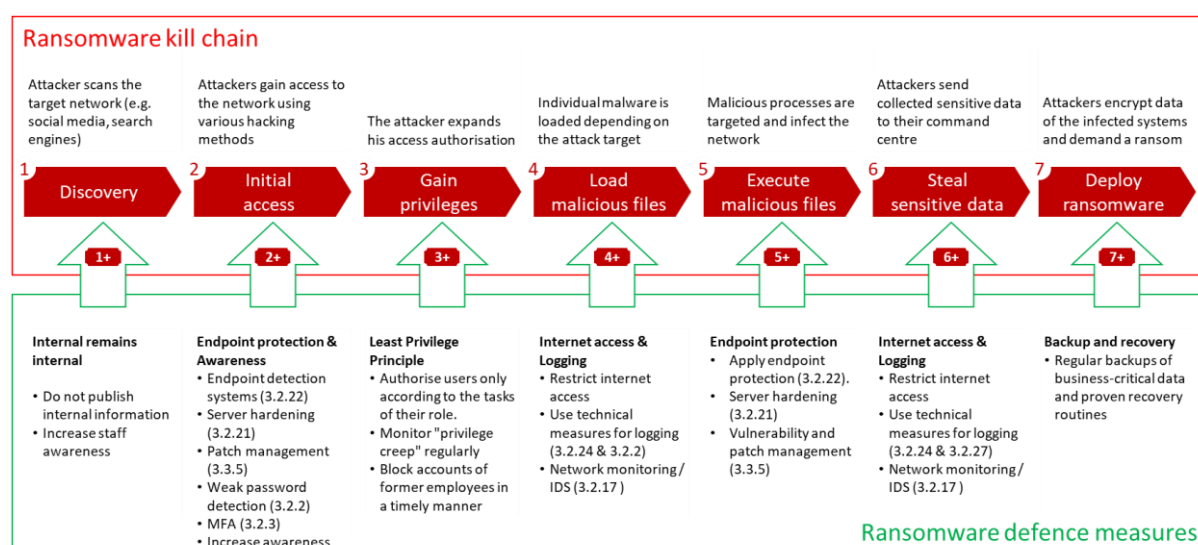 Ransomware kill chain
Attacker scans the
target network (e.g.
social media, search
engines)
Attackers gain access to
the network using
various hacking
methods
The attacker expands
his access authorisation
Individual malware is
loaded depending on
the attack target
Malicious processes are
targeted and infect the
network
Attackers send
collected sensitive data
to their command
centre
Attackers encrypt data
of the infected systems
and demand a ransom
1
Discovery
2
Initial
access
3
Gain
privileges
4
Load
malicious files
5
Execute
malicious files
6
Steal
sensitive data
7
Deploy
ransomware
1+
2+
3+
4+
5+
6+
7+
Internal remains
internal
• Do not publish
internal information
• Increase staff
awareness
Endpoint protection &
Awareness
• Endpoint detection
systems (3.2.22)
• Server hardening
(3.2.21)
• Patch management
(3.3.5)
• Weak password
detection (3.2.2)
• MFA (3.2.3)
• Increase awareness
Least Privilege
Principle
• Authorise users only
according to the tasks
of their role.
• Monitor "privilege
creep" regularly
• Block accounts of
former employees in
a timely manner
Internet access &
Logging
• Restrict internet
access
• Use technical
measures for logging
(3.2.24 & 3.2.2)
• Network monitoring /
IDS (3.2.17 )
Endpoint protection
• Apply endpoint
protection (3.2.22).
• Server hardening
(3.2.21)
• Vulnerability and
patch management
(3.3.5)
Internet access &
Logging
• Restrict internet
access
• Use technical
measures for logging
(3.2.24 & 3.2.27)
• Network monitoring /
IDS (3.2.17 )
Backup and recovery
• Regular backups of
business-critical data
and proven recovery
routines
Ransomware defence measures